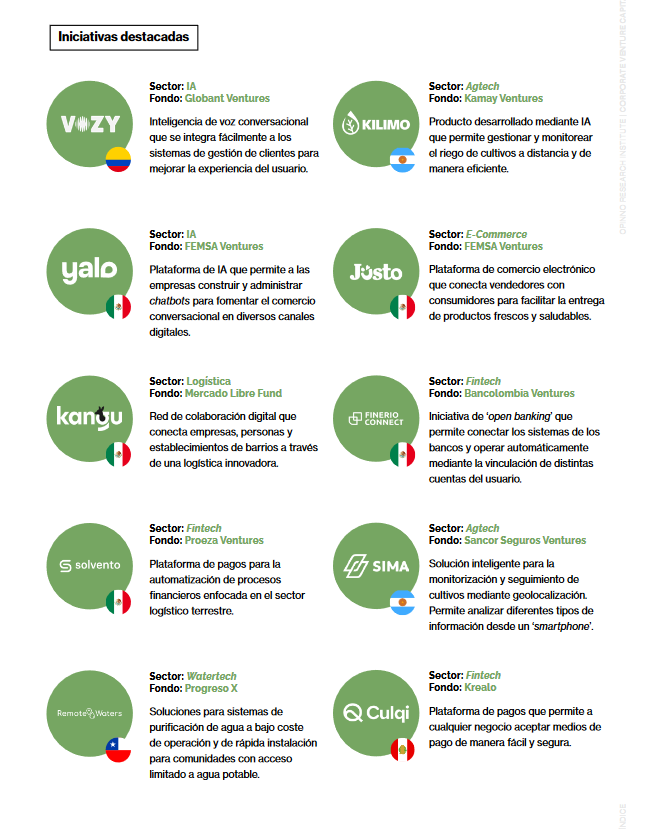 Iniciativas destacadas
VOZY
Sector: IA
Fondo: Globant Ventures
Inteligencia de voz conversacional
que se integra fácilmente a los
sistemas de gestión de clientes para
mejorar la experiencia del usuario.
KILIMO
Sector: Agtech
Fondo: Kamay Ventures
Producto desarrollado mediante IA
que permite gestionar y monitorear
el riego de cultivos a distancia y de
manera eficiente.
yalo
Sector: IA
Fondo: FEMSA Ventures
Plataforma de IA que permite a las
empresas construir y administrar
chatbots para fomentar el comercio
conversacional en diversos canales
digitales.
Jüsto
Sector: E-Commerce
Fondo: FEMSA Ventures
Plataforma de comercio electrónico
que conecta vendedores con
consumidores para facilitar la entrega
de productos frescos y saludables.
kangu
Sector: Logística
Fondo: Mercado Libre Fund
Red de colaboración digital que
conecta empresas, personas y
establecimientos de barrios a través
de una logística innovadora.
FINERIO
CONNECT
Sector: Fintech
Fondo: Bancolombia Ventures
Iniciativa de ‘open banking’ que
permite conectar los sistemas de los
bancos y operar automáticamente
mediante la vinculación de distintas
cuentas del usuario.
solvento
Sector: Fintech
Fondo: Proeza Ventures
Plataforma de pagos para la
automatización de procesos
financieros enfocada en el sector
logístico terrestre.
SIMA
Sector: Agtech
Fondo: Sancor Seguros Ventures
Solución inteligente para la
monitorización y seguimiento de
cultivos mediante geolocalización.
Permite analizar diferentes tipos de
información desde un ‘smartphone’.
Remote Waters
Sector: Watertech
Fondo: Progreso X
Soluciones para sistemas de
purificación de agua a bajo coste
de operación y de rápida instalación
para comunidades con acceso
limitado a agua potable.
Culqi
Sector: Fintech
Fondo: Krealo
Plataforma de pagos que permite a
cualquier negocio aceptar medios de
pago de manera fácil y segura.
OPINNO RESEARCH INSTITUTE | CORPORATE VENTURE CAPIT
ÍNDICE